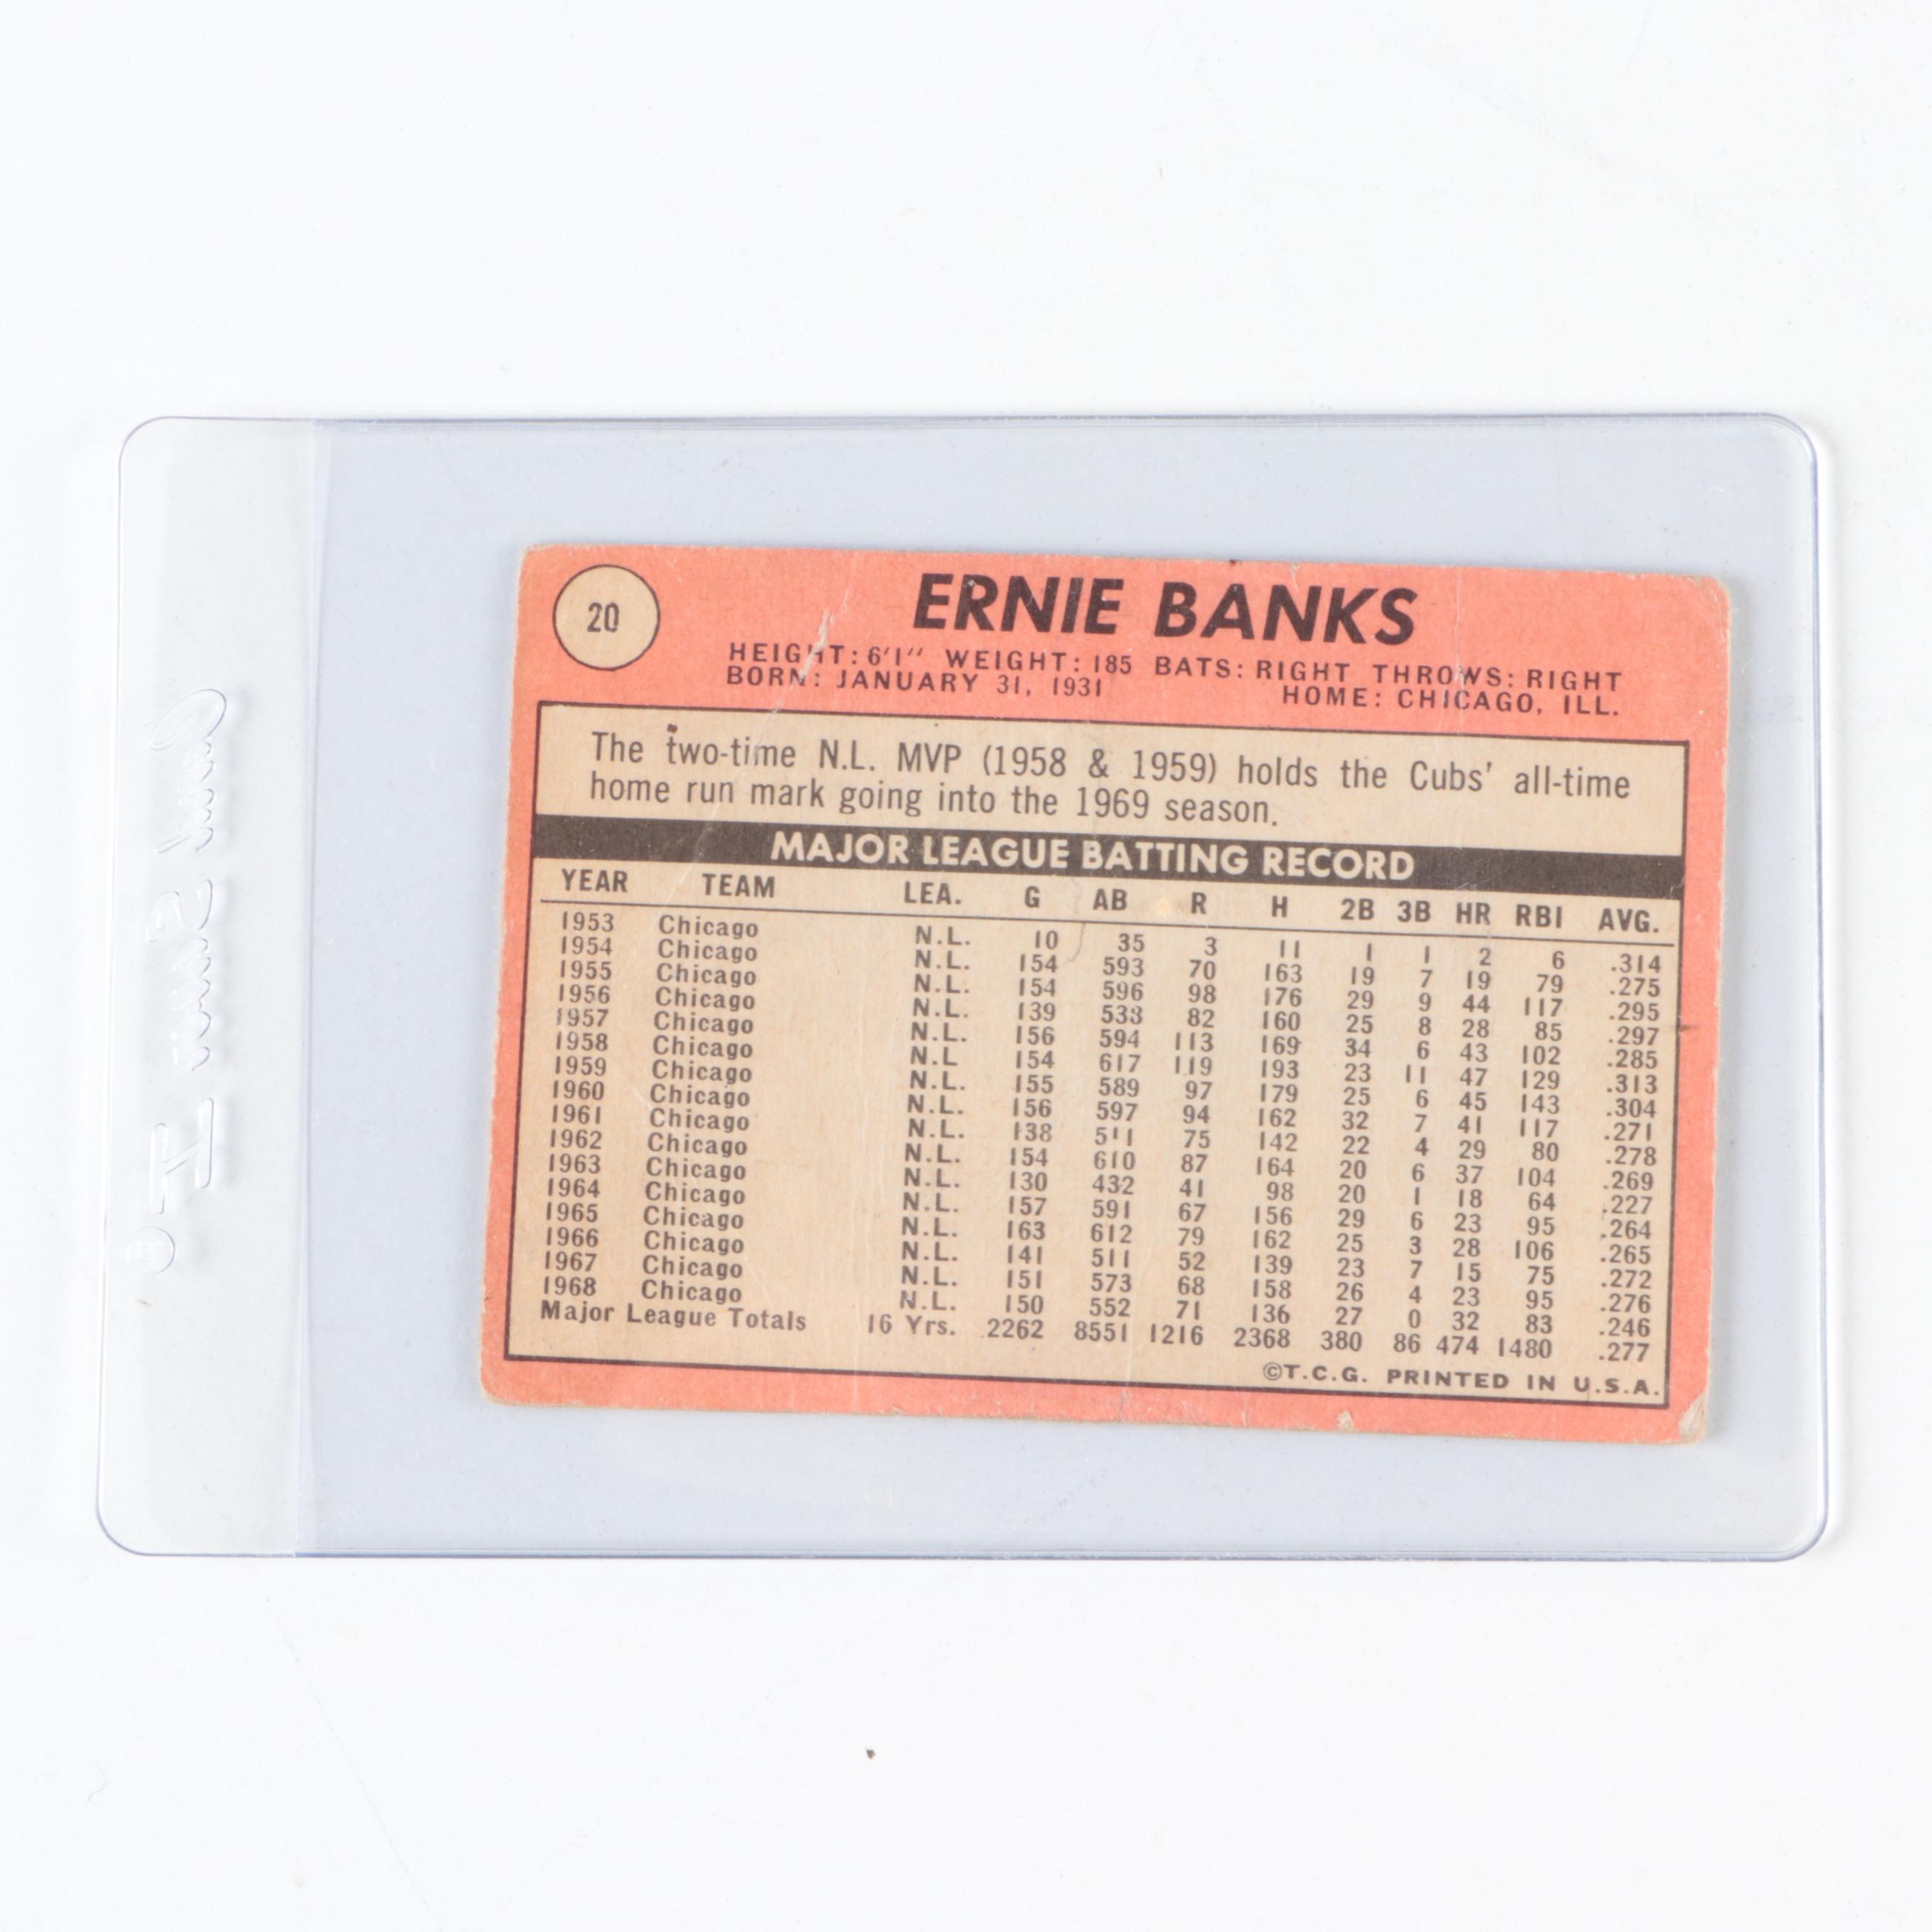 20
ERNIE BANKS
HEIGHT: 6'1" WEIGHT: 185 BATS: RIGHT THROWS: RIGHT
BORN: JANUARY 31, 1931 HOME: CHICAGO, ILL.
The two-time N.L. MVP (1958 & 1959) holds the Cubs' all-time
home run mark going into the 1969 season.
MAJOR LEAGUE BATTING RECORD
YEAR TEAM LEA. G AB R H 2B 3B HR RBI AVG.
1953 Chicago N.L. 10 35 3 11 1 1 2 6 .314
1954 Chicago N.L. 154 593 70 163 19 7 19 79 .275
1955 Chicago N.L. 154 596 98 176 29 9 44 117 .295
1956 Chicago N.L. 139 538 82 160 25 8 28 85 .297
1957 Chicago N.L. 156 594 113 169 34 6 43 102 .285
1958 Chicago N.L 154 617 119 193 23 11 47 129 .313
1959 Chicago N.L. 155 589 97 179 25 6 45 143 .304
1960 Chicago N.L. 156 597 94 162 32 7 41 117 .271
1961 Chicago N.L. 138 511 75 142 22 4 29 80 .278
1962 Chicago N.L. 154 610 87 164 20 6 37 104 .269
1963 Chicago N.L. 130 432 41 98 20 1 18 64 .227
1964 Chicago N.L. 157 591 67 156 29 6 23 95 .264
1965 Chicago N.L. 163 612 79 162 25 3 28 106 .265
1966 Chicago N.L. 141 511 52 139 23 7 15 75 .272
1967 Chicago N.L. 151 573 68 158 26 4 23 95 .276
1968 Chicago N.L. 150 552 71 136 27 0 32 83 .246
Major League Totals 16 Yrs. 2262 8551 1216 2368 380 86 474 1480 .277
©T.C.G. PRINTED IN U.S.A.
Card Saver I